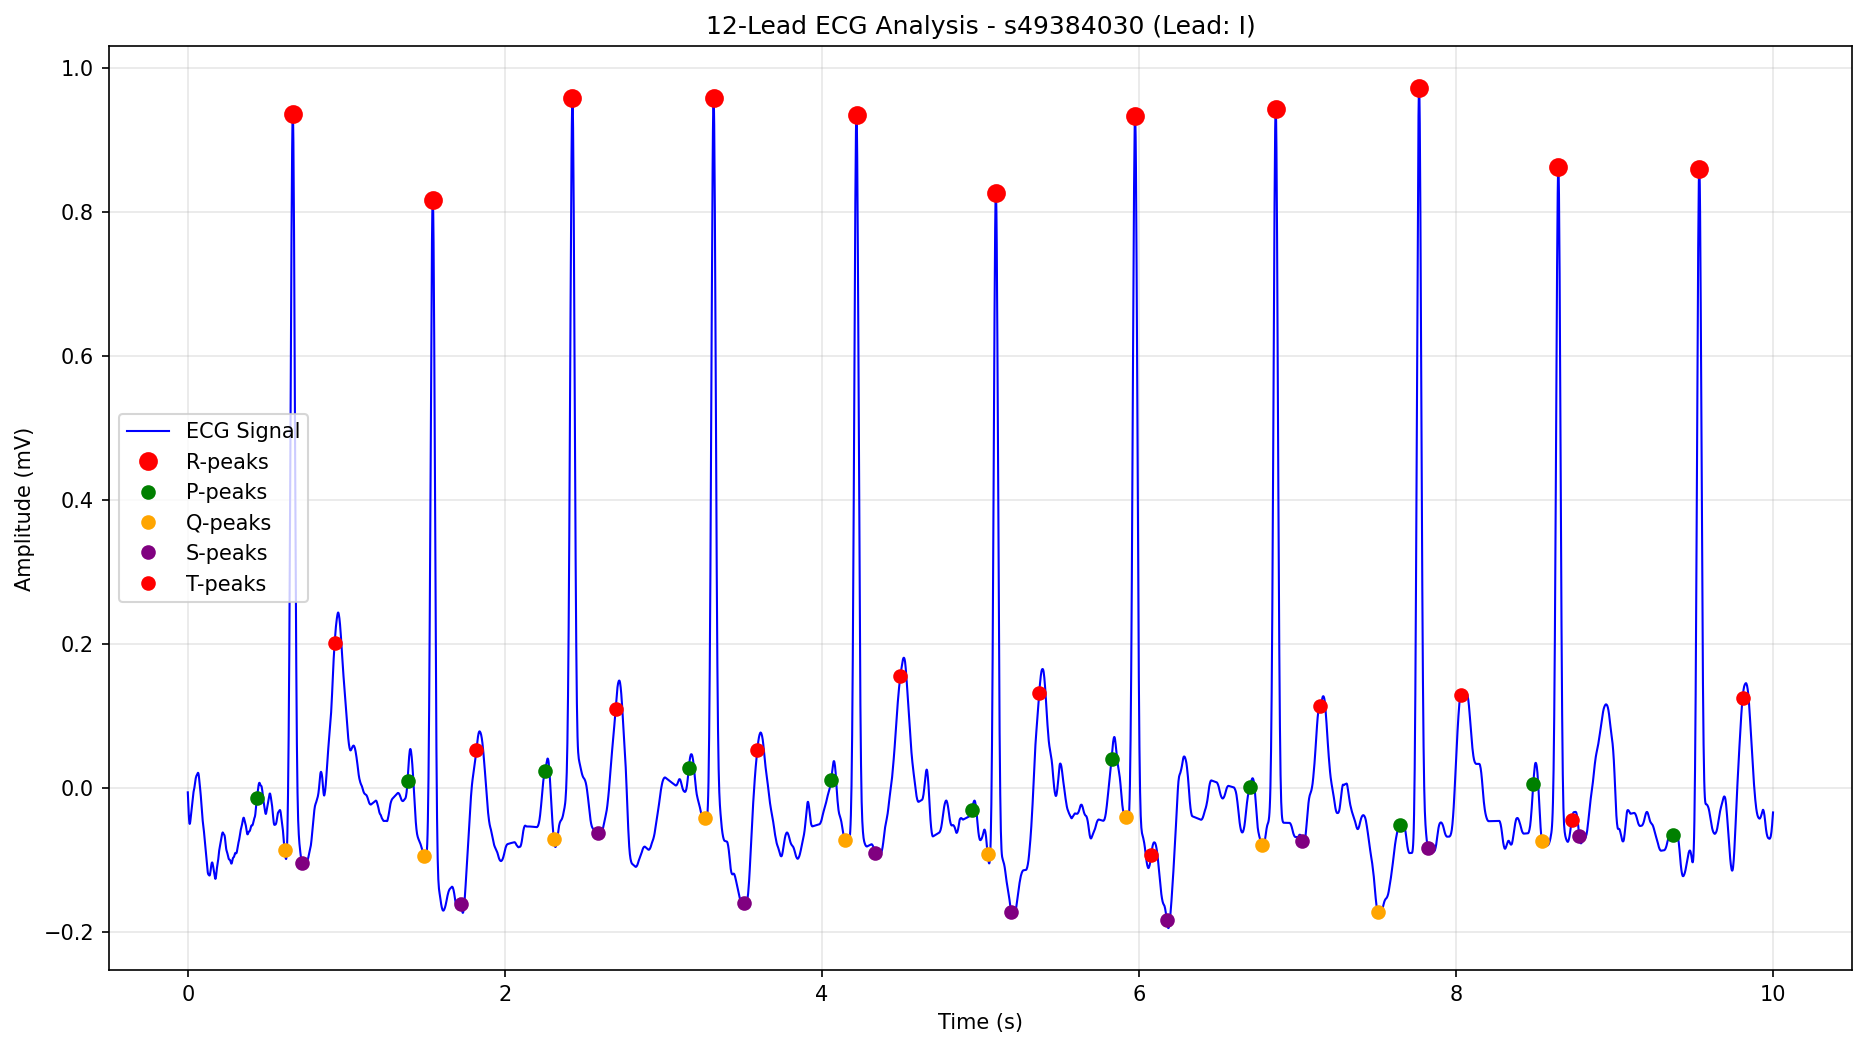 12-Lead ECG Analysis - s49384030 (Lead: I)
1.0
0.8
0.6
0.4
0.2
0.0
−0.2
Amplitude (mV)
ECG Signal
R-peaks
P-peaks
Q-peaks
S-peaks
T-peaks
0 2 4 6 8 10
Time (s)